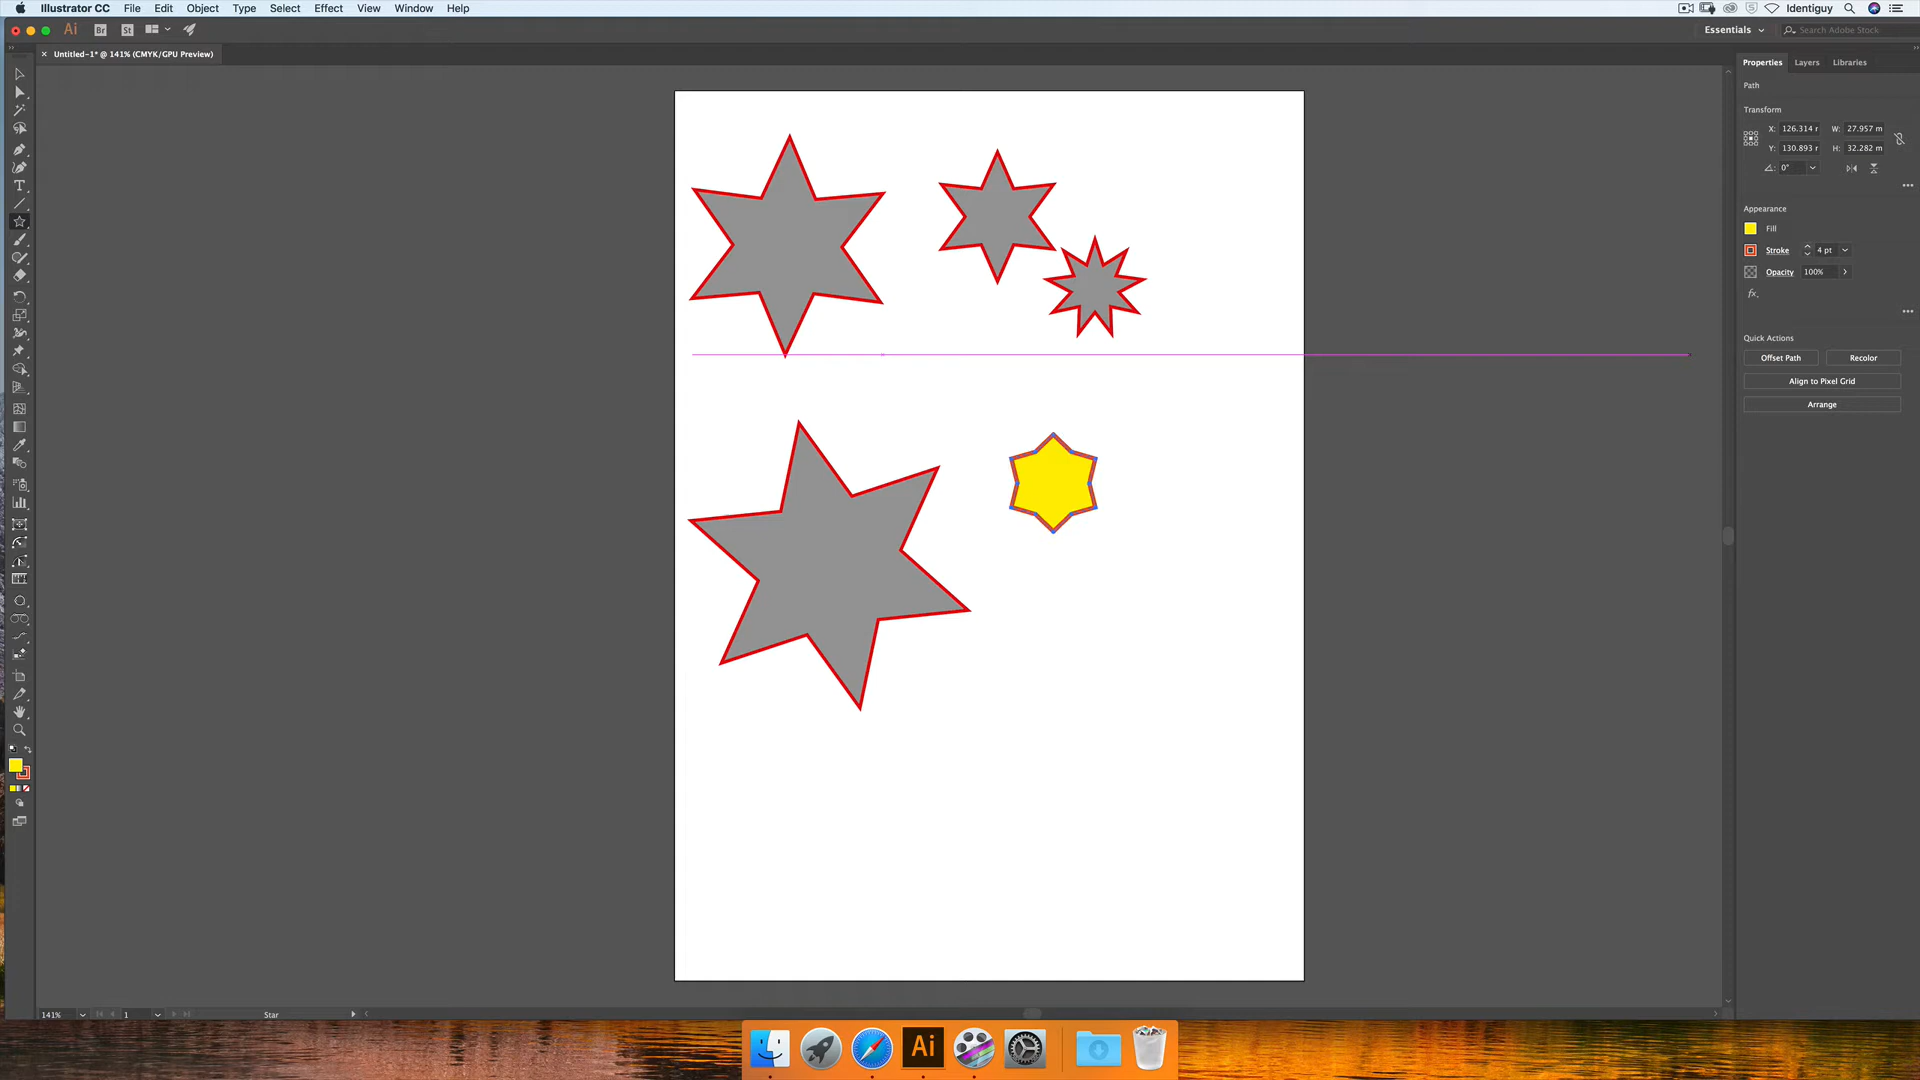 Illustrator CC File Edit Object Type Select Effect View Window Help Identiguy
Ai Br St Essentials Search Adobe Stock
× Untitled-1* @ 141% (CMYK/GPU Preview)
Properties Layers Libraries
Path
Transform
X: 126.314 r W: 27.957 m
Y: 130.893 r H: 32.282 m
0°
Appearance
Fill
Stroke 4 pt
Opacity 100%
fx.
Quick Actions
Offset Path Recolor
Align to Pixel Grid
Arrange
141% 1 Star
Ai